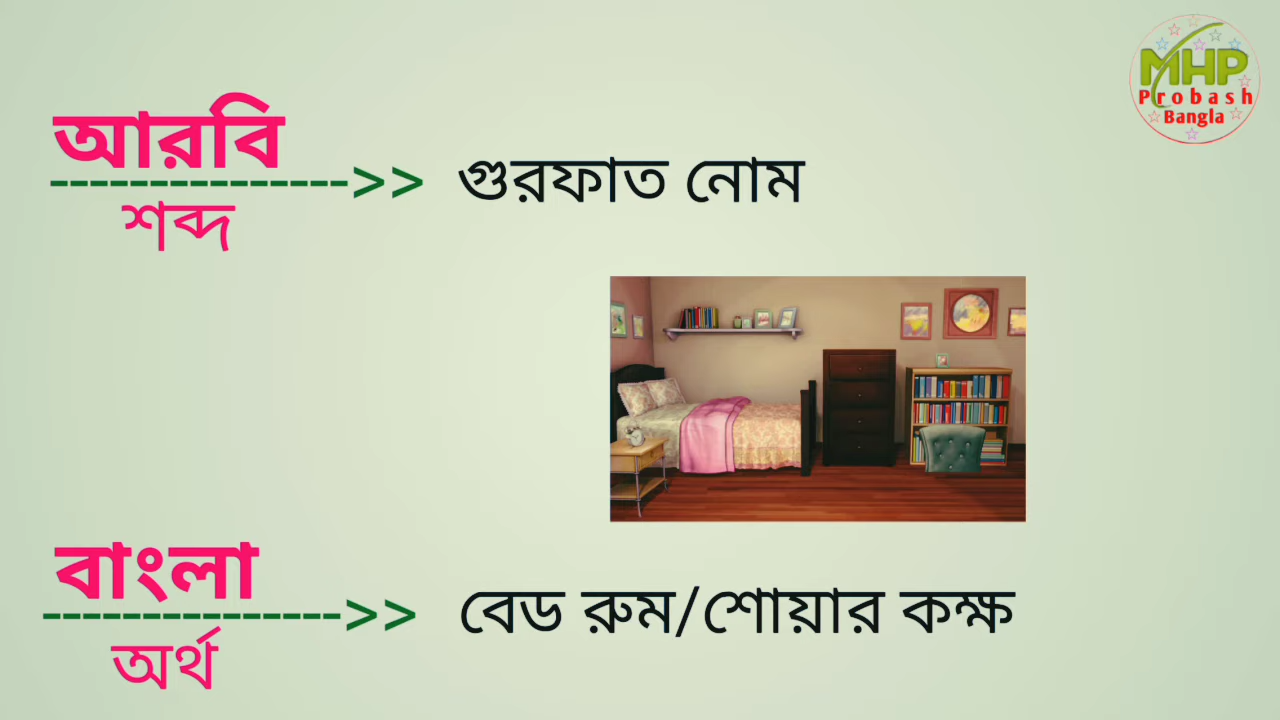 MHP
Probash
Bangla
আরবি
--------------->> গুরফাত নোম
শব্দ
বাংলা
--------------->> বেড রুম/শোয়ার কক্ষ
অর্থ